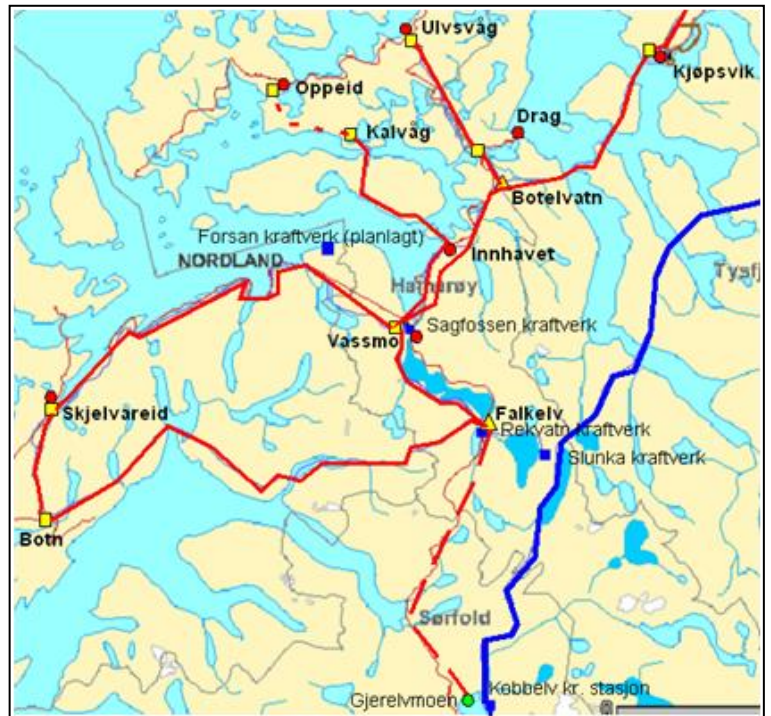 Ulvsvåg
Kjøpsvik
Oppeid
Drag
Kalvåg
Botelvatn
Forsan kraftverk (planlagt)
Innhavet
NORDLAND
Tysfj
Hamarøy
Sagfossen kraftverk
Vassmo
Skjelvareid
Falkelv
Rekvatn kraftverk
Slunka kraftverk
Botn
Sørfold
Gjerelvmoen
Kobbelv kr. stasjon
0